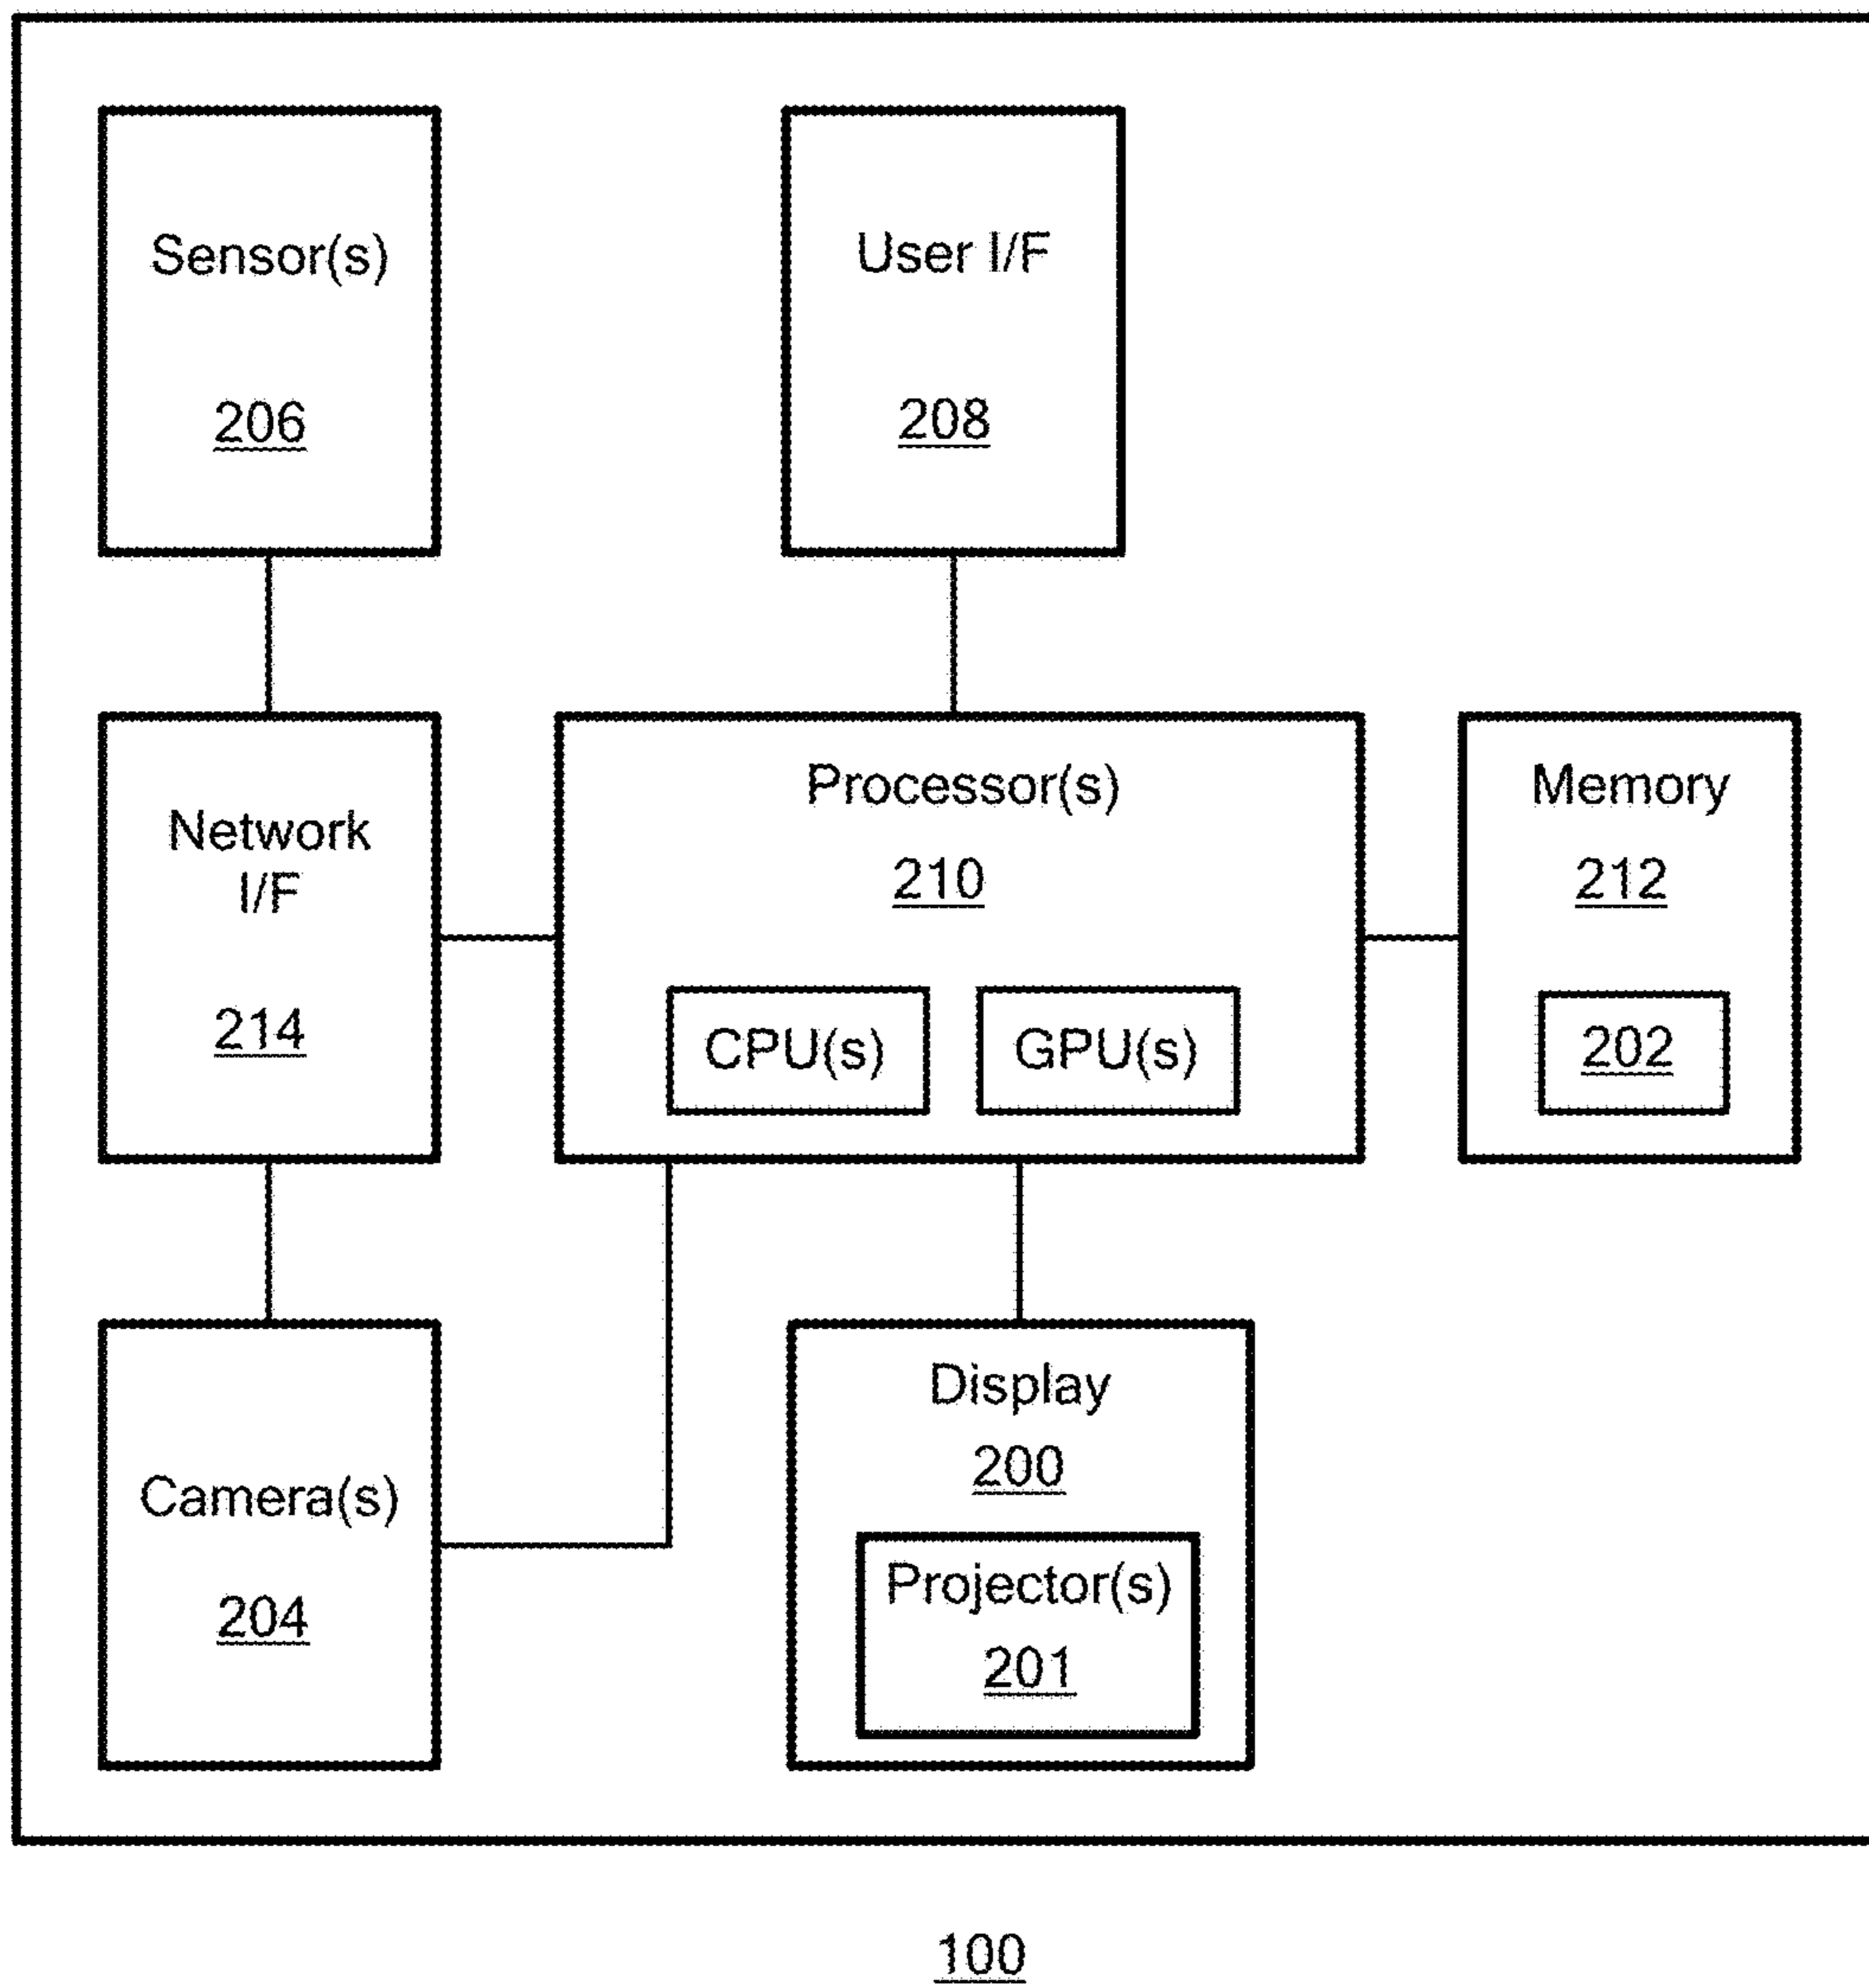 Sensor(s)
206
User I/F
208
Network
I/F
214
Processor(s)
210
CPU(s)
GPU(s)
Memory
212
202
Camera(s)
204
Display
200
Projector(s)
201
100